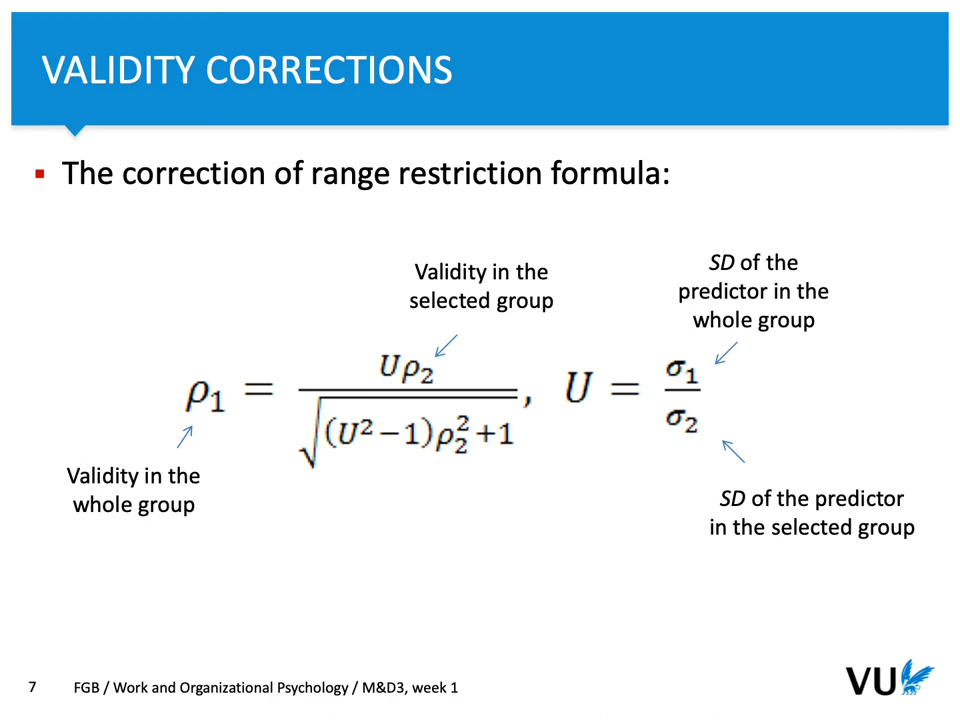 VALIDITY CORRECTIONS
▪ The correction of range restriction formula:
Validity in the
selected group
SD of the
predictor in the
whole group
ρ₁ = Uρ₂ / √((U² − 1)ρ₂² + 1), U = σ₁ / σ₂
Validity in the
whole group
SD of the predictor
in the selected group
7 FGB / Work and Organizational Psychology / M&D3, week 1
VU